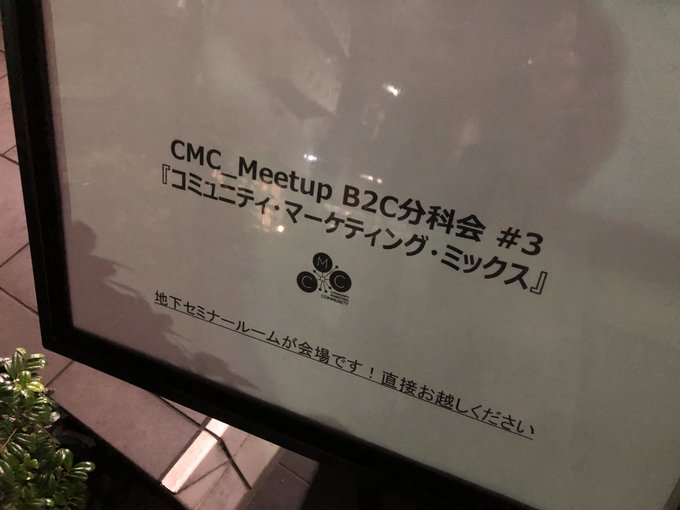 CMC_Meetup B2C分科会 #3
『コミュニティ・マーケティング・ミックス』
M
C C
COMMUNITY
地下セミナールームが会場です！直接お越しください